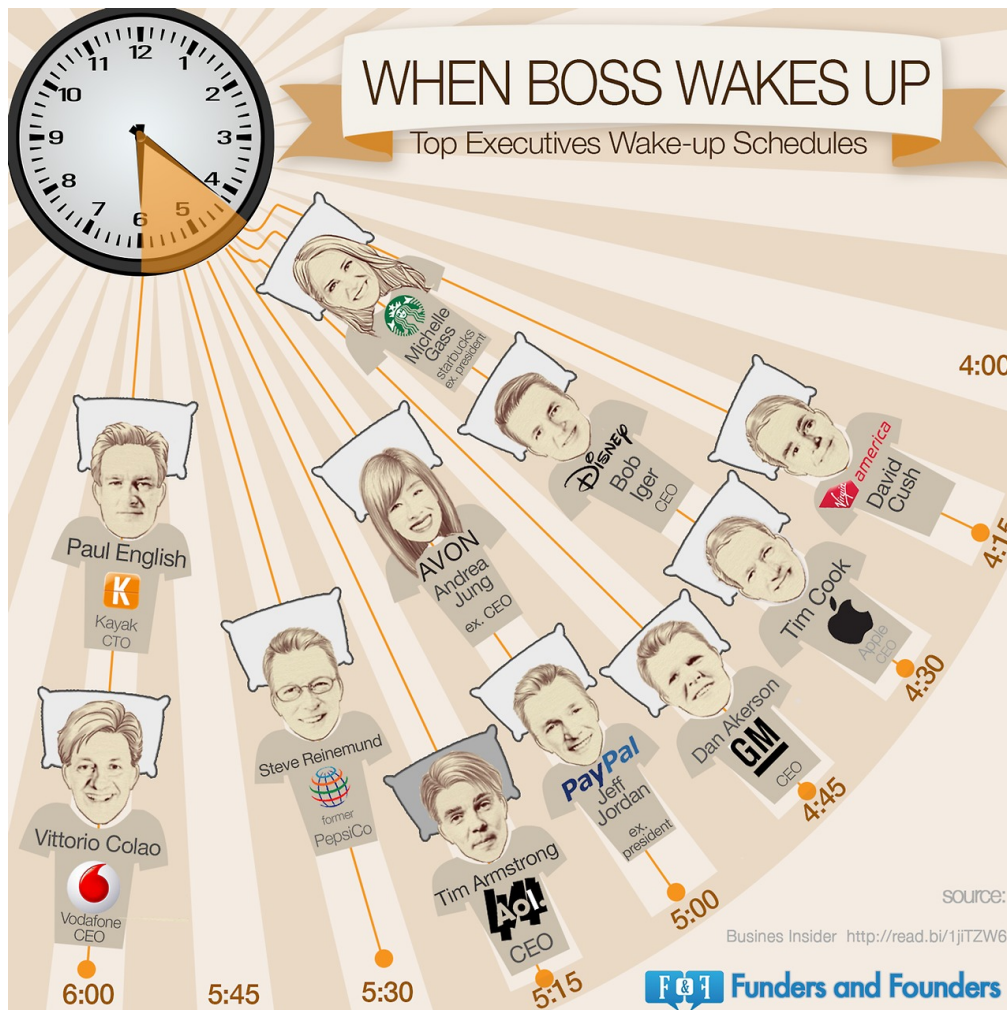 12
11
1
10
2
9
3
8
4
7
5
6
WHEN BOSS WAKES UP
Top Executives Wake-up Schedules
Michelle
Gass
starbucks
ex. president
4:00
DISNEY
Bob
Iger
CEO
Virgin america
David
Cush
4:15
Paul English
K
Kayak
CTO
AVON
Andrea
Jung
ex. CEO
Tim Cook
Apple
CEO
4:30
Steve Reinemund
former
PepsiCo
PayPal
Jeff
Jordan
ex.
president
Dan Akerson
GM
CEO
4:45
Vittorio Colao
Vodafone
CEO
Tim Armstrong
Aol
CEO
5:00
6:00
5:45
5:30
5:15
source:
Busines Insider http://read.bi/1jiTZW6
F&F Funders and Founders